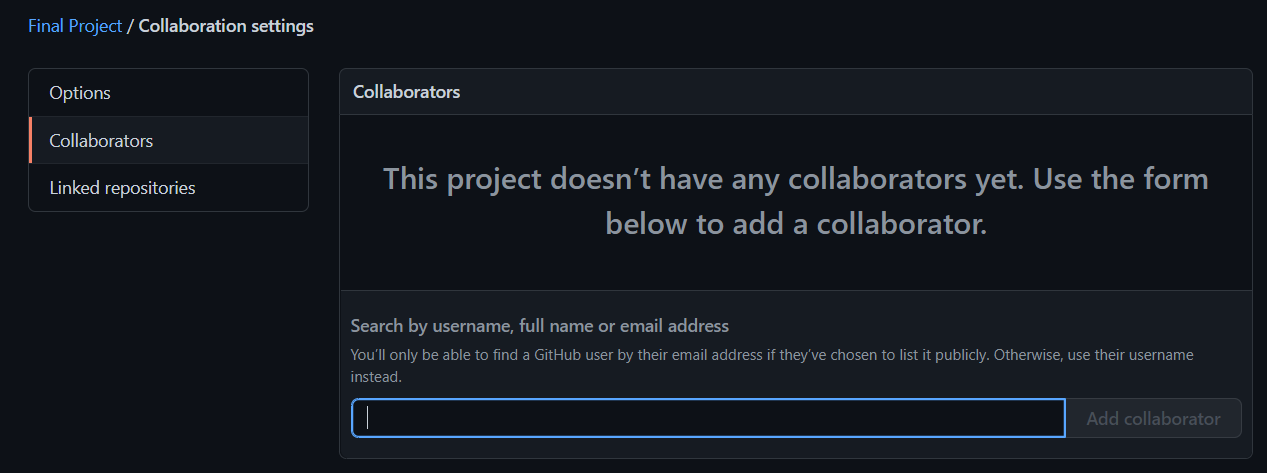 Final Project / Collaboration settings
Options
Collaborators
Linked repositories
Collaborators
This project doesn’t have any collaborators yet. Use the form
below to add a collaborator.
Search by username, full name or email address
You’ll only be able to find a GitHub user by their email address if they’ve chosen to list it publicly. Otherwise, use their username
instead.
Add collaborator